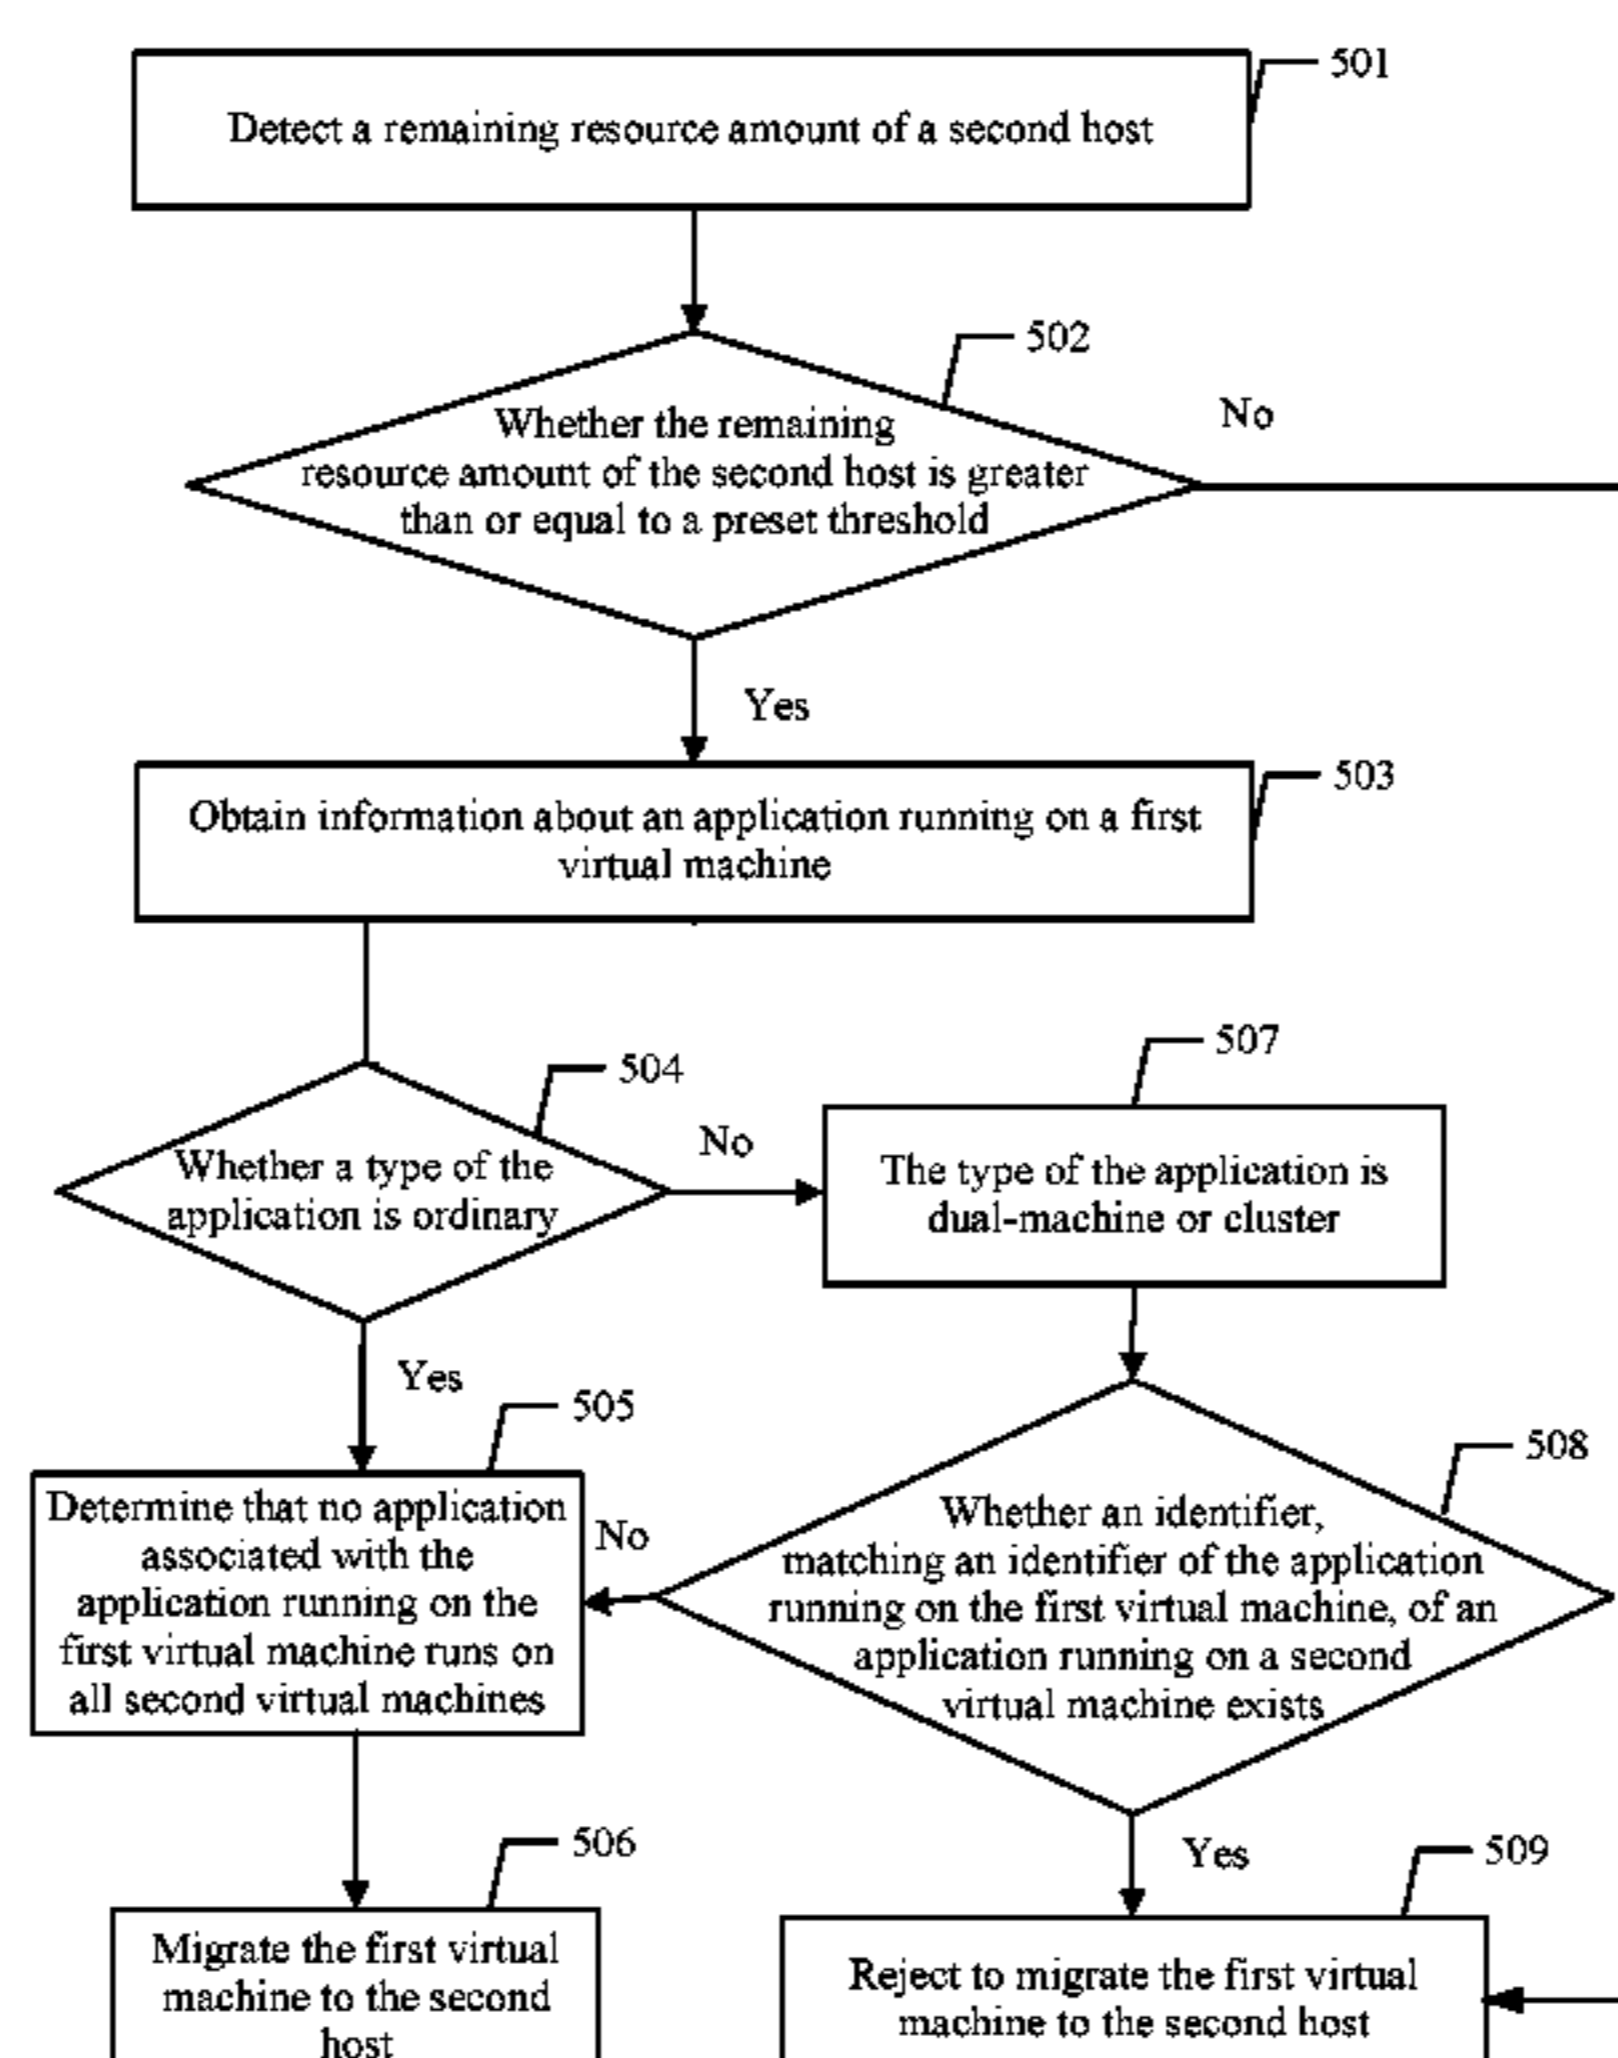 501
Detect a remaining resource amount of a second host
502
Whether the remaining
resource amount of the second host is greater
than or equal to a preset threshold
No
Yes
503
Obtain information about an application running on a first
virtual machine
504
Whether a type of the
application is ordinary
No
507
The type of the application is
dual-machine or cluster
Yes
505
Determine that no application
associated with the
application running on the
first virtual machine runs on
all second virtual machines
No
508
Whether an identifier,
matching an identifier of the application
running on the first virtual machine, of an
application running on a second
virtual machine exists
Yes
506
Migrate the first virtual
machine to the second
host
509
Reject to migrate the first virtual
machine to the second host